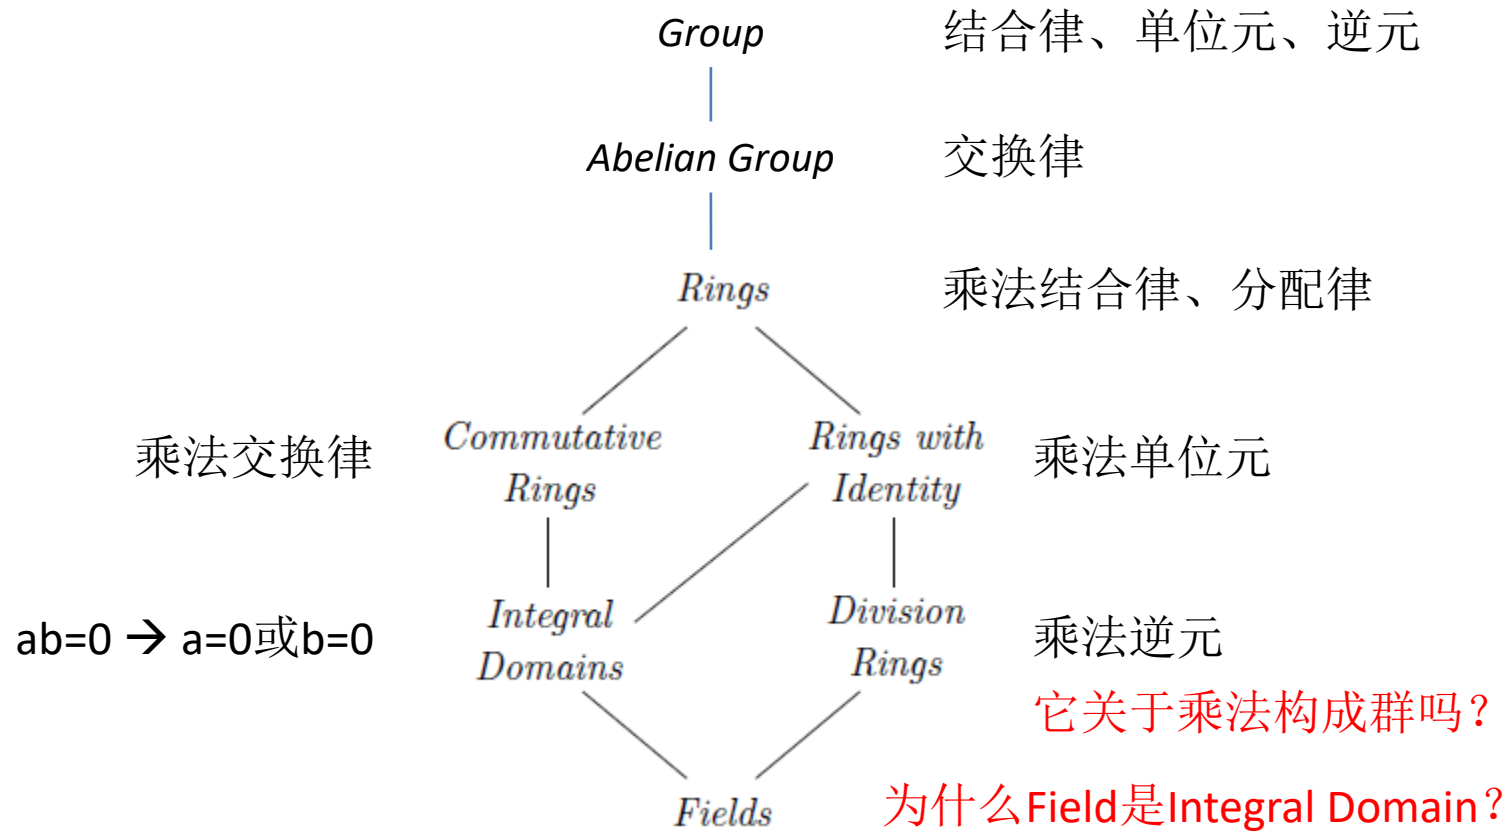 Group
结合律、单位元、逆元
Abelian Group
交换律
Rings
乘法结合律、分配律
乘法交换律
Commutative
Rings
Rings with
Identity
乘法单位元
ab=0 → a=0或b=0
Integral
Domains
Division
Rings
乘法逆元
它关于乘法构成群吗？
Fields
为什么Field是Integral Domain？